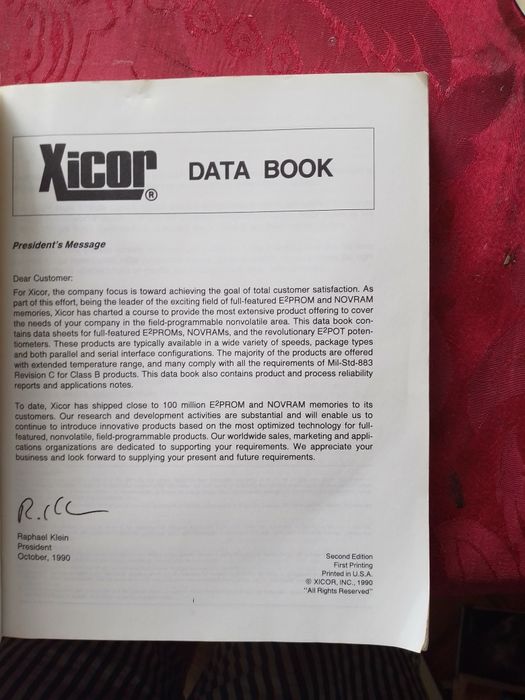 Xicor ® DATA BOOK
President's Message
Dear Customer:
For Xicor, the company focus is toward achieving the goal of total customer satisfaction. As
part of this effort, being the leader of the exciting field of full-featured E²PROM and NOVRAM
memories, Xicor has charted a course to provide the most extensive product offering to cover
the needs of your company in the field-programmable nonvolatile area. This data book con-
tains data sheets for full-featured E²PROMs, NOVRAMs, and the revolutionary E²POT poten-
tiometers. These products are typically available in a wide variety of speeds, package types
and both parallel and serial interface configurations. The majority of the products are offered
with extended temperature range, and many comply with all the requirements of Mil-Std-883
Revision C for Class B products. This data book also contains product and process reliability
reports and applications notes.
To date, Xicor has shipped close to 100 million E²PROM and NOVRAM memories to its
customers. Our research and development activities are substantial and will enable us to
continue to introduce innovative products based on the most optimized technology for full-
featured, nonvolatile, field-programmable products. Our worldwide sales, marketing and appli-
cations organizations are dedicated to supporting your requirements. We appreciate your
business and look forward to supplying your present and future requirements.
Raphael Klein
President
October, 1990
Second Edition
First Printing
Printed in U.S.A.
© XICOR, INC., 1990
"All Rights Reserved"
i